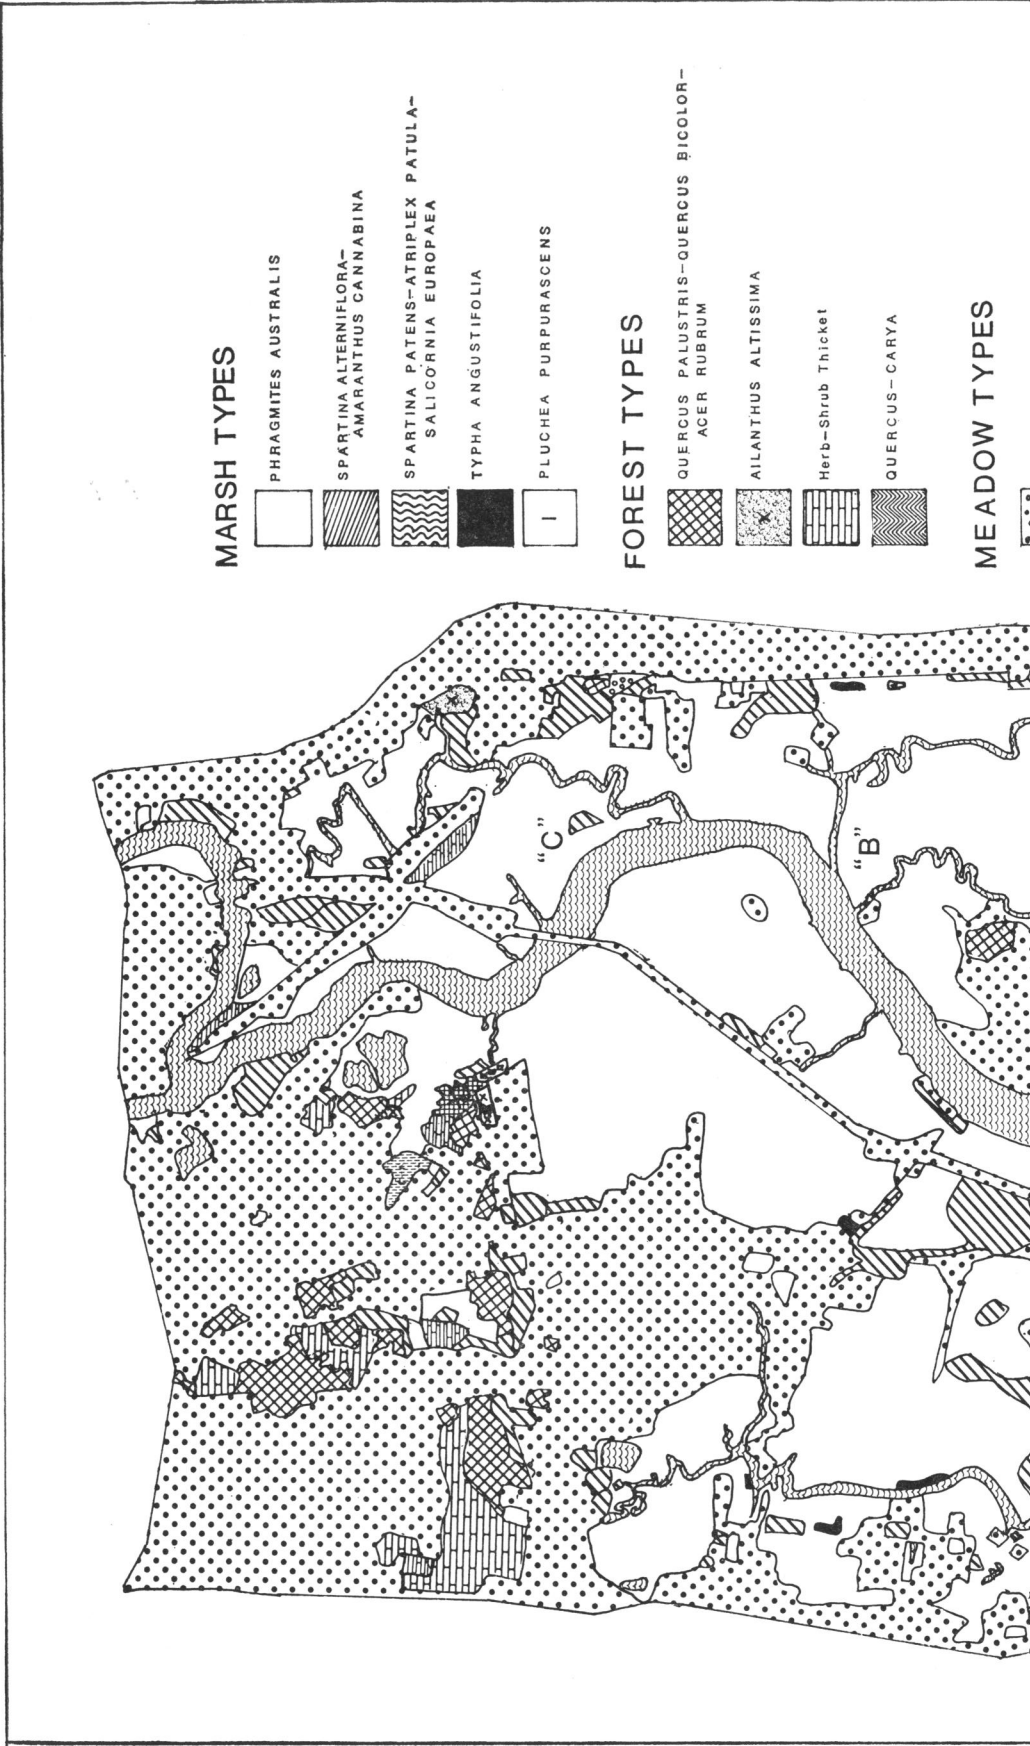 MARSH TYPES
PHRAGMITES AUSTRALIS
SPARTINA ALTERNIFLORA-
AMARANTHUS CANNABINA
SPARTINA PATENS-ATRIPLEX PATULA-
SALICORNIA EUROPAEA
TYPHA ANGUSTIFOLIA
PLUCHEA PURPURASCENS
FOREST TYPES
QUERCUS PALUSTRIS-QUERCUS BICOLOR-
ACER RUBRUM
AILANTHUS ALTISSIMA
Herb-Shrub Thicket
QUERCUS-CARYA
MEADOW TYPES
"C"
"B"